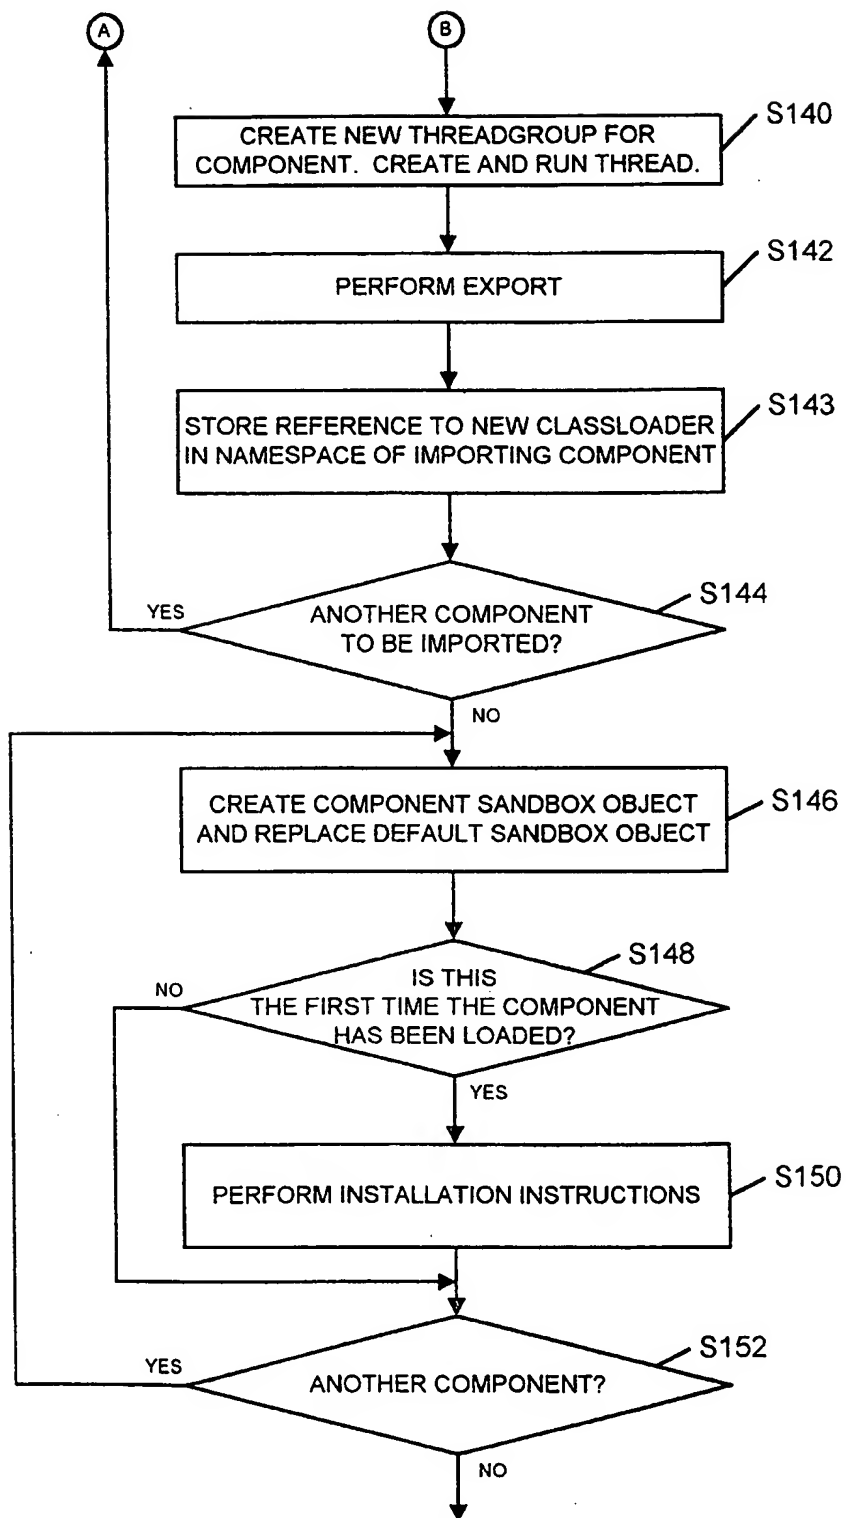 A
B
S140
CREATE NEW THREADGROUP FOR
COMPONENT. CREATE AND RUN THREAD.
S142
PERFORM EXPORT
S143
STORE REFERENCE TO NEW CLASSLOADER
IN NAMESPACE OF IMPORTING COMPONENT
S144
YES
ANOTHER COMPONENT
TO BE IMPORTED?
NO
S146
CREATE COMPONENT SANDBOX OBJECT
AND REPLACE DEFAULT SANDBOX OBJECT
S148
NO
IS THIS
THE FIRST TIME THE COMPONENT
HAS BEEN LOADED?
YES
S150
PERFORM INSTALLATION INSTRUCTIONS
S152
YES
ANOTHER COMPONENT?
NO